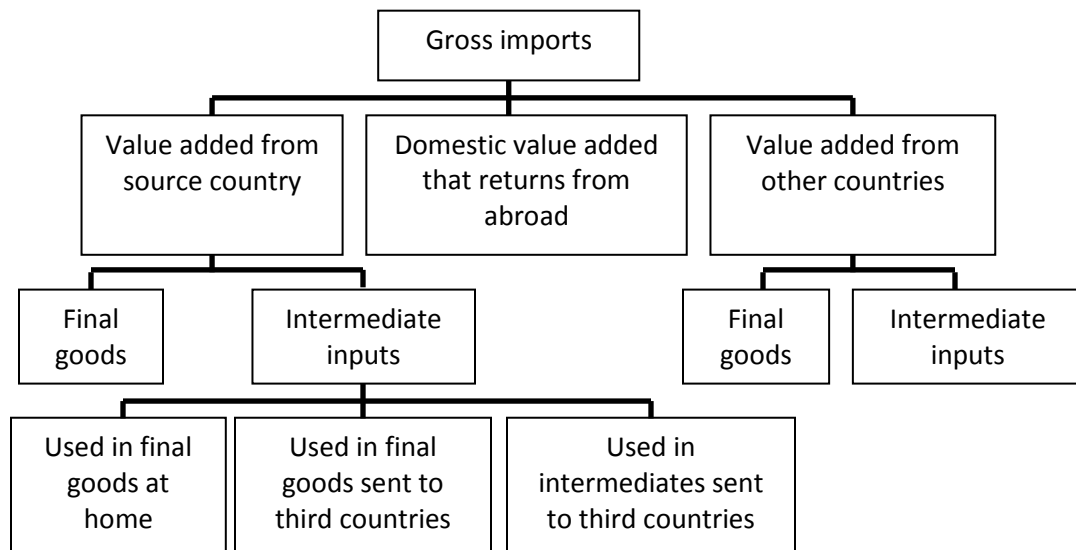 Gross imports
Value added from
source country
Domestic value added
that returns from
abroad
Value added from
other countries
Final
goods
Intermediate
inputs
Final
goods
Intermediate
inputs
Used in final
goods at
home
Used in final
goods sent to
third countries
Used in
intermediates sent
to third countries